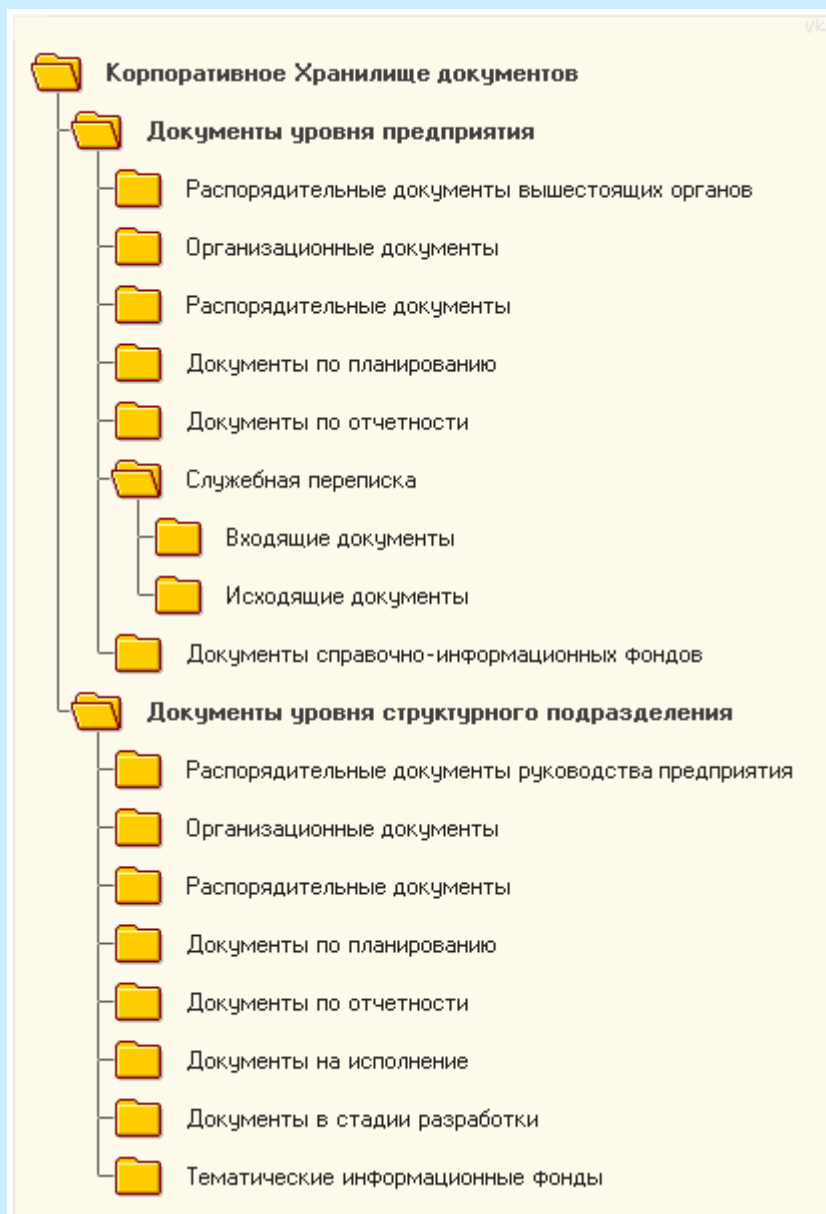 Корпоративное Хранилище документов
Документы уровня предприятия
Распорядительные документы вышестоящих органов
Организационные документы
Распорядительные документы
Документы по планированию
Документы по отчетности
Служебная переписка
Входящие документы
Исходящие документы
Документы справочно-информационных фондов
Документы уровня структурного подразделения
Распорядительные документы руководства предприятия
Организационные документы
Распорядительные документы
Документы по планированию
Документы по отчетности
Документы на исполнение
Документы в стадии разработки
Тематические информационные фонды